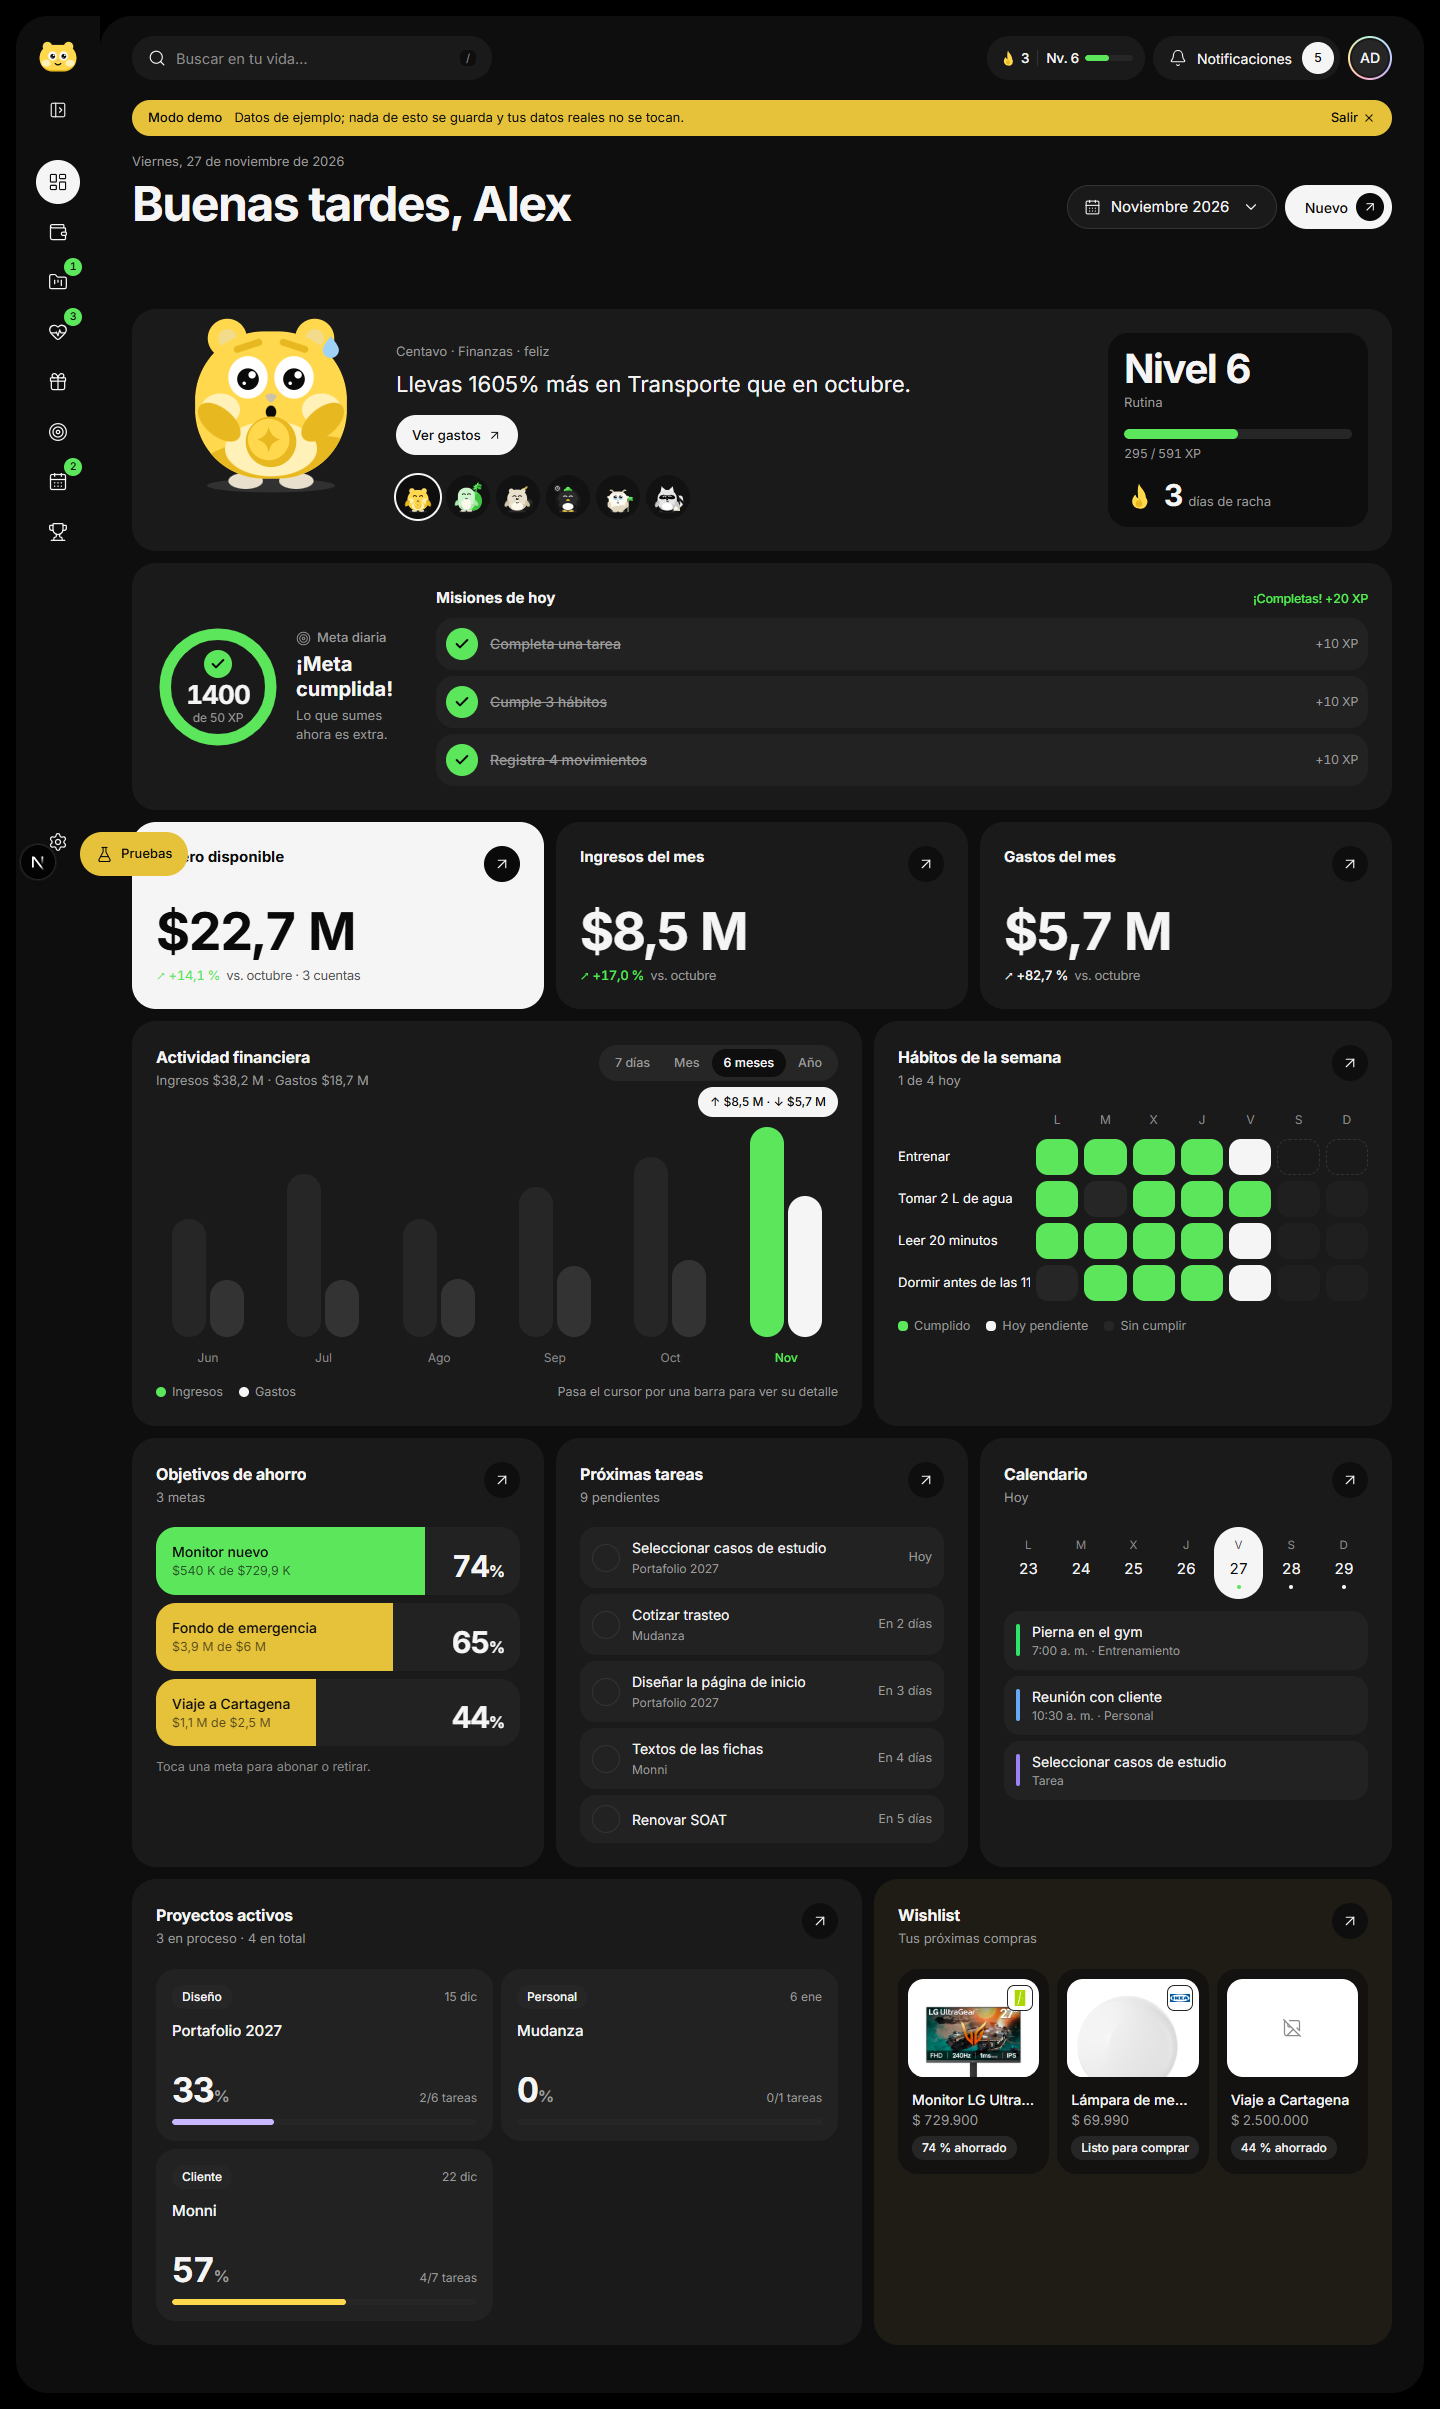 Buscar en tu vida...
/
3
Nv. 6
Notificaciones
5
AD
Modo demo
Datos de ejemplo; nada de esto se guarda y tus datos reales no se tocan.
Salir
Viernes, 27 de noviembre de 2026
Buenas tardes, Alex
Noviembre 2026
Nuevo
1
3
2
Centavo · Finanzas · feliz
Llevas 1605% más en Transporte que en octubre.
Ver gastos
Nivel 6
Rutina
295 / 591 XP
3 días de racha
1400
de 50 XP
Meta diaria
¡Meta
cumplida!
Lo que sumes
ahora es extra.
Misiones de hoy
¡Completas! +20 XP
Completa una tarea
+10 XP
Cumple 3 hábitos
+10 XP
Registra 4 movimientos
+10 XP
N
Pruebas
ero disponible
$22,7 M
+14,1 % vs. octubre · 3 cuentas
Ingresos del mes
$8,5 M
+17,0 % vs. octubre
Gastos del mes
$5,7 M
+82,7 % vs. octubre
Actividad financiera
Ingresos $38,2 M · Gastos $18,7 M
7 días
Mes
6 meses
Año
↑ $8,5 M · ↓ $5,7 M
Jun
Jul
Ago
Sep
Oct
Nov
Ingresos
Gastos
Pasa el cursor por una barra para ver su detalle
Hábitos de la semana
1 de 4 hoy
L M X J V S D
Entrenar
Tomar 2 L de agua
Leer 20 minutos
Dormir antes de las 11
Cumplido
Hoy pendiente
Sin cumplir
Objetivos de ahorro
3 metas
Monitor nuevo
$540 K de $729,9 K
74%
Fondo de emergencia
$3,9 M de $6 M
65%
Viaje a Cartagena
$1,1 M de $2,5 M
44%
Toca una meta para abonar o retirar.
Próximas tareas
9 pendientes
Seleccionar casos de estudio
Portafolio 2027
Hoy
Cotizar trasteo
Mudanza
En 2 días
Diseñar la página de inicio
Portafolio 2027
En 3 días
Textos de las fichas
Monni
En 4 días
Renovar SOAT
En 5 días
Calendario
Hoy
L M X J V S D
23 24 25 26 27 28 29
Pierna en el gym
7:00 a. m. · Entrenamiento
Reunión con cliente
10:30 a. m. · Personal
Seleccionar casos de estudio
Tarea
Proyectos activos
3 en proceso · 4 en total
Diseño
15 dic
Portafolio 2027
33%
2/6 tareas
Personal
6 ene
Mudanza
0%
0/1 tareas
Cliente
22 dic
Monni
57%
4/7 tareas
Wishlist
Tus próximas compras
LG UltraGear
27"
FHD 240Hz 1ms IPS
Monitor LG Ultra...
$ 729.900
74 % ahorrado
IKEA
Lámpara de me...
$ 69.990
Listo para comprar
Viaje a Cartagena
$ 2.500.000
44 % ahorrado